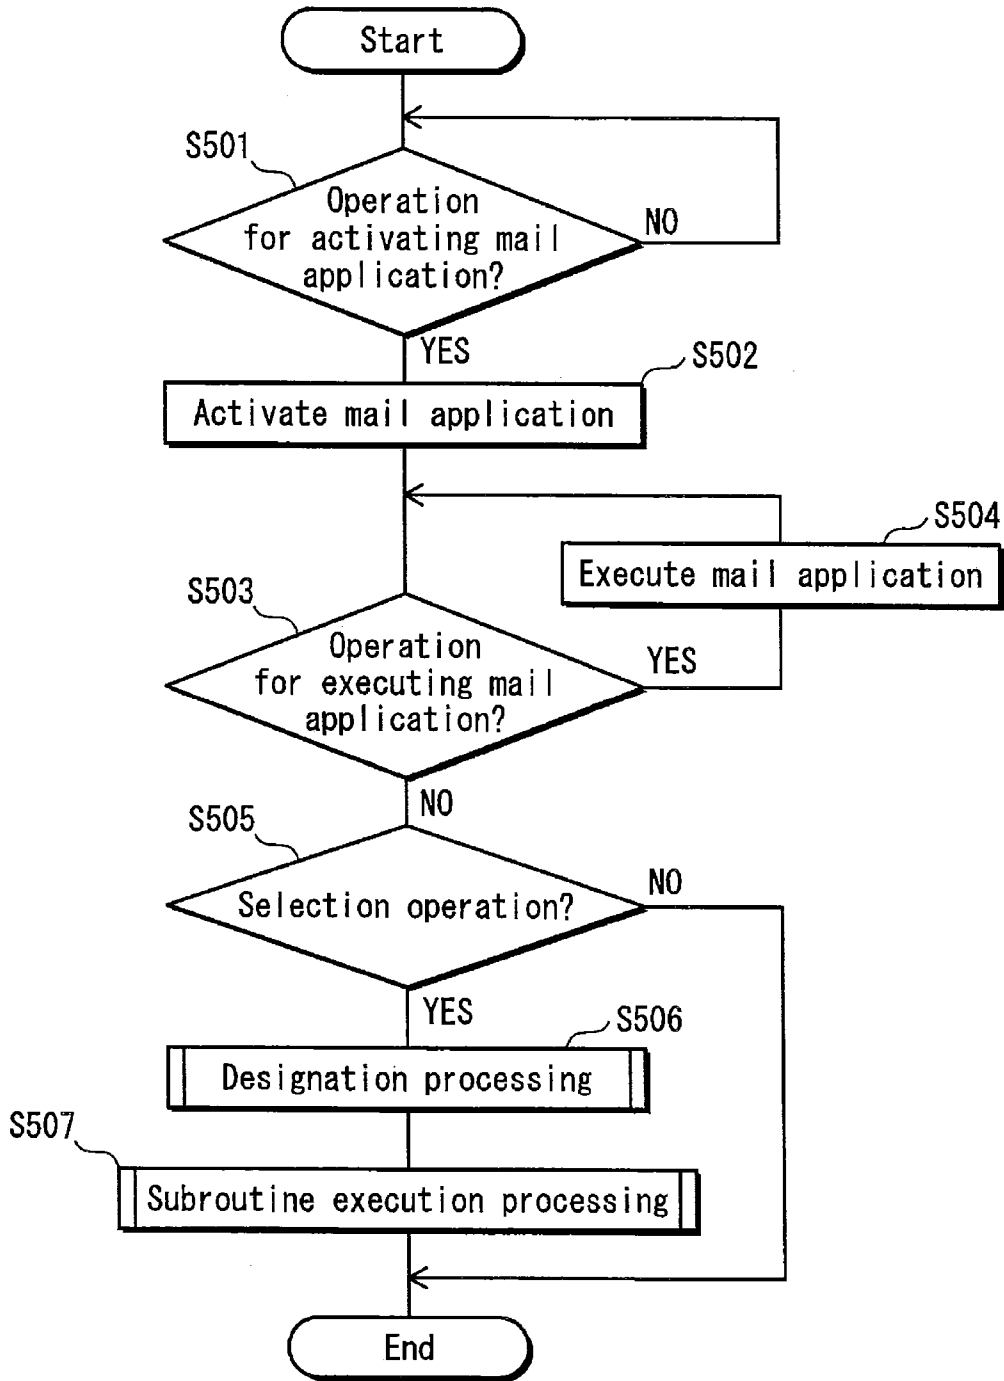 Start
S501
Operation
for activating mail
application?
NO
YES
S502
Activate mail application
S504
Execute mail application
S503
Operation
for executing mail
application?
YES
NO
S505
Selection operation?
NO
YES
S506
Designation processing
S507
Subroutine execution processing
End